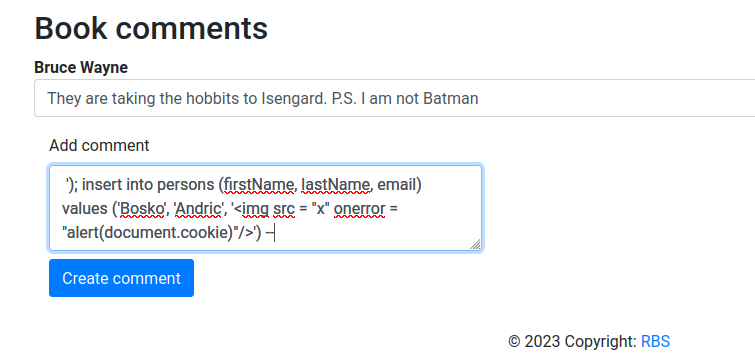 Book comments
Bruce Wayne
They are taking the hobbits to Isengard. P.S. I am not Batman
Add comment
'); insert into persons (firstName, lastName, email)
values ('Bosko', 'Andric', '<img src = "x" onerror =
"alert(document.cookie)"/>') --
Create comment
© 2023 Copyright: RBS